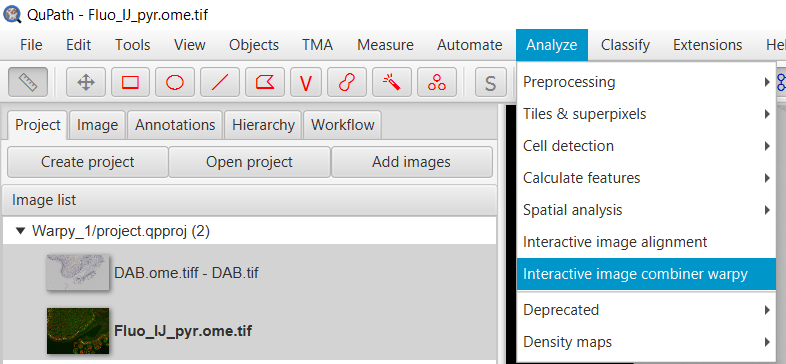 QuPath - Fluo_IJ_pyr.ome.tif
File Edit Tools View Objects TMA Measure Automate Analyze Classify Extensions Hel
S
Project Image Annotations Hierarchy Workflow
Create project Open project Add images
Image list
Warpy_1/project.qpproj (2)
DAB.ome.tiff - DAB.tif
Fluo_IJ_pyr.ome.tif
Preprocessing
Tiles & superpixels
Cell detection
Calculate features
Spatial analysis
Interactive image alignment
Interactive image combiner warpy
Deprecated
Density maps